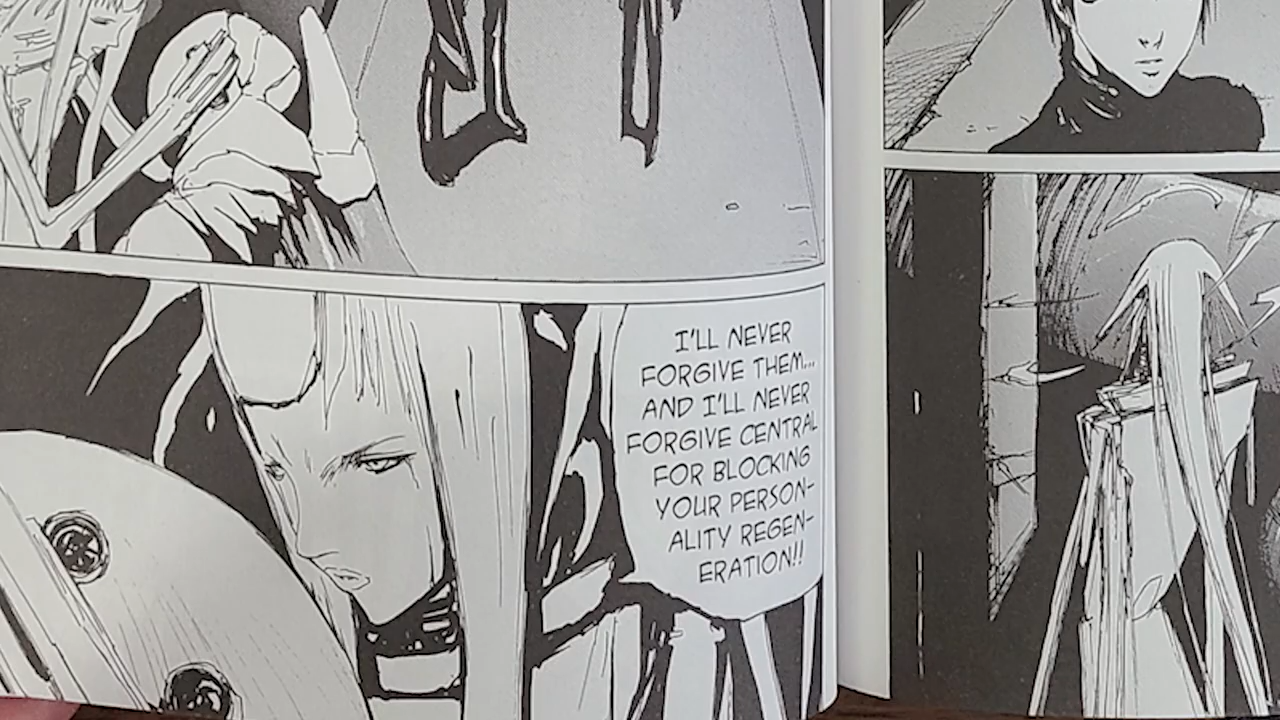 I'LL NEVER
FORGIVE THEM...
AND I'LL NEVER
FORGIVE CENTRAL
FOR BLOCKING
YOUR PERSON-
ALITY REGEN-
ERATION!!